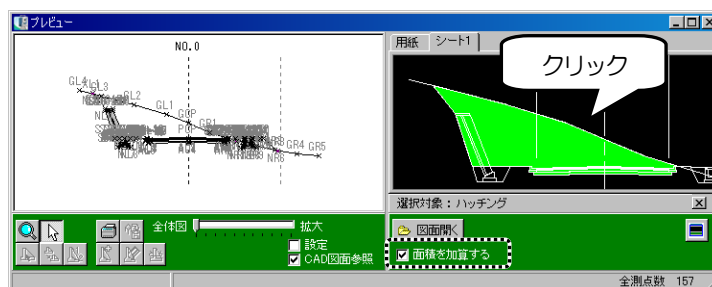 プレビュー
NO.0
用紙 シート1
クリック
GL4
GL3
GL2
GL1
GCP
GR1
PCP
GR4 GR5
NR6
選択対象：ハッチング
全体図 拡大
設定
CAD図面参照
図面開く
面積を加算する
全測点数 157